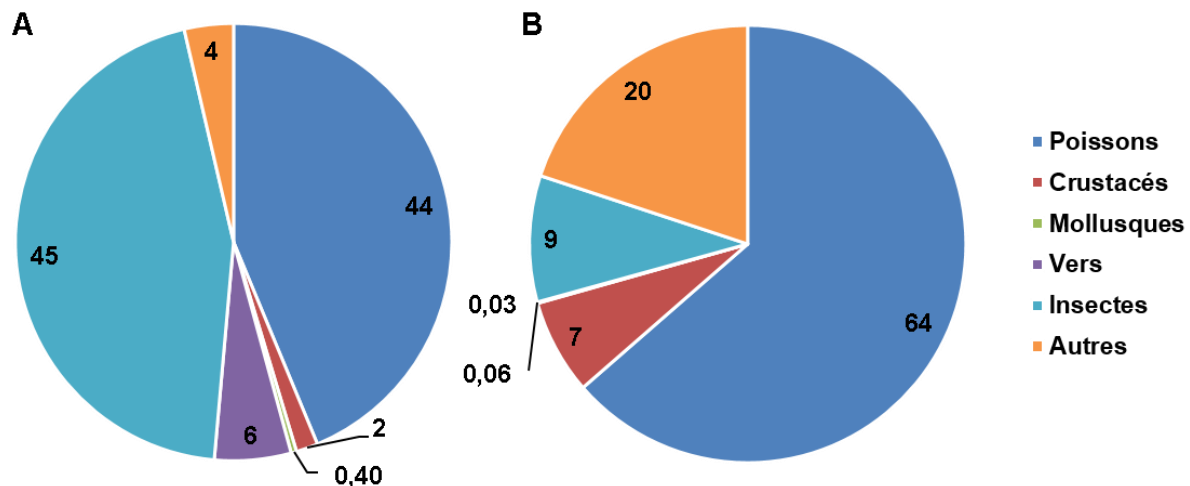 A
4
44
45
6
2
0,40
B
20
9
0,03
7
0,06
64
Poissons
Crustacés
Mollusques
Vers
Insectes
Autres